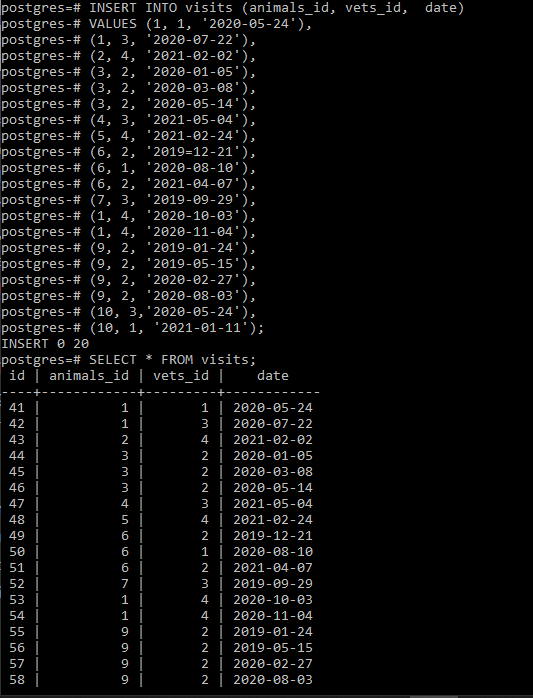 postgres=# INSERT INTO visits (animals_id, vets_id,  date)
postgres-# VALUES (1, 1, '2020-05-24'),
postgres-# (1, 3, '2020-07-22'),
postgres-# (2, 4, '2021-02-02'),
postgres-# (3, 2, '2020-01-05'),
postgres-# (3, 2, '2020-03-08'),
postgres-# (3, 2, '2020-05-14'),
postgres-# (4, 3, '2021-05-04'),
postgres-# (5, 4, '2021-02-24'),
postgres-# (6, 2, '2019=12-21'),
postgres-# (6, 1, '2020-08-10'),
postgres-# (6, 2, '2021-04-07'),
postgres-# (7, 3, '2019-09-29'),
postgres-# (1, 4, '2020-10-03'),
postgres-# (1, 4, '2020-11-04'),
postgres-# (9, 2, '2019-01-24'),
postgres-# (9, 2, '2019-05-15'),
postgres-# (9, 2, '2020-02-27'),
postgres-# (9, 2, '2020-08-03'),
postgres-# (10, 3,'2020-05-24'),
postgres-# (10, 1, '2021-01-11');
INSERT 0 20
postgres=# SELECT * FROM visits;
 id | animals_id | vets_id |    date
----+------------+---------+------------
 41 |          1 |       1 | 2020-05-24
 42 |          1 |       3 | 2020-07-22
 43 |          2 |       4 | 2021-02-02
 44 |          3 |       2 | 2020-01-05
 45 |          3 |       2 | 2020-03-08
 46 |          3 |       2 | 2020-05-14
 47 |          4 |       3 | 2021-05-04
 48 |          5 |       4 | 2021-02-24
 49 |          6 |       2 | 2019-12-21
 50 |          6 |       1 | 2020-08-10
 51 |          6 |       2 | 2021-04-07
 52 |          7 |       3 | 2019-09-29
 53 |          1 |       4 | 2020-10-03
 54 |          1 |       4 | 2020-11-04
 55 |          9 |       2 | 2019-01-24
 56 |          9 |       2 | 2019-05-15
 57 |          9 |       2 | 2020-02-27
 58 |          9 |       2 | 2020-08-03